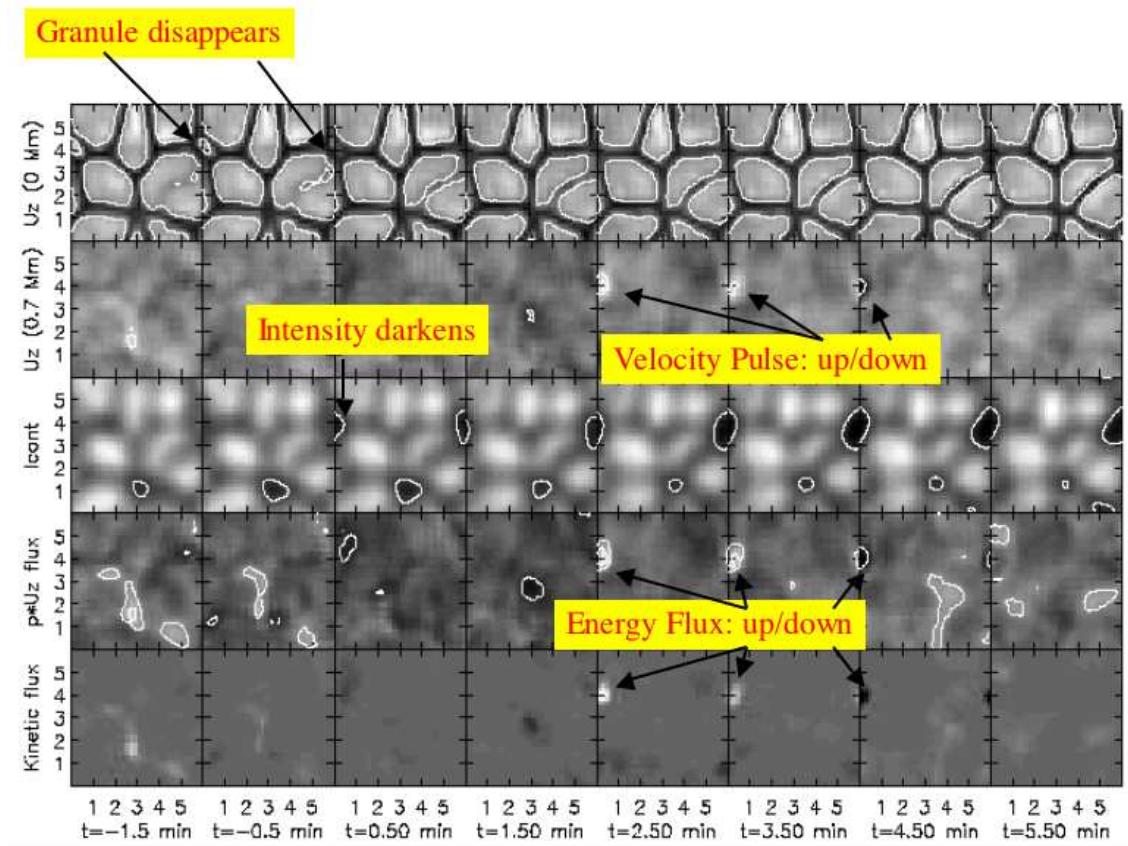 Granule disappears
Uz (0 Mm)
5
4
3
2
1
Uz (0.7 Mm)
5
4
3
2
1
Intensity darkens
Velocity Pulse: up/down
Icont
5
4
3
2
1
p*Uz flux
5
4
3
2
1
Energy Flux: up/down
Kinetic flux
5
4
3
2
1
1 2 3 4 5 1 2 3 4 5 1 2 3 4 5 1 2 3 4 5 1 2 3 4 5 1 2 3 4 5 1 2 3 4 5 1 2 3 4 5
t=-1.5 min t=-0.5 min t=0.50 min t=1.50 min t=2.50 min t=3.50 min t=4.50 min t=5.50 min